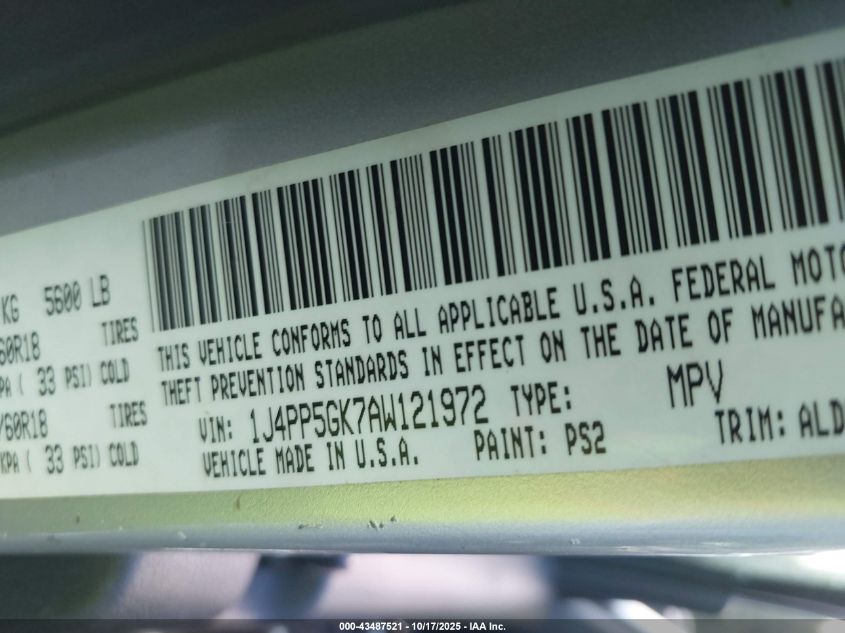 KG 5600 LB
60R18 TIRES
KPA ( 33 PSI) COLD
/60R18 TIRES
KPA ( 33 PSI) COLD
THIS VEHICLE CONFORMS TO ALL APPLICABLE U.S.A. FEDERAL MOTO
THEFT PREVENTION STANDARDS IN EFFECT ON THE DATE OF MANUFA
VIN: 1J4PP5GK7AW121972 TYPE: MPV
VEHICLE MADE IN U.S.A. PAINT: PS2 TRIM: ALD
000-43487521 - 10/17/2025 - IAA Inc.